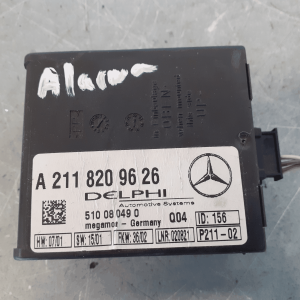 Alarm
A 211 820 96 26
DELPHI
Automotive Systems
51 08 049 0 Q04 ID: 156
megamos - Germany P211-02
HW: 07/01 SW: 15/01 RKW: 36/02 LNR: 020821